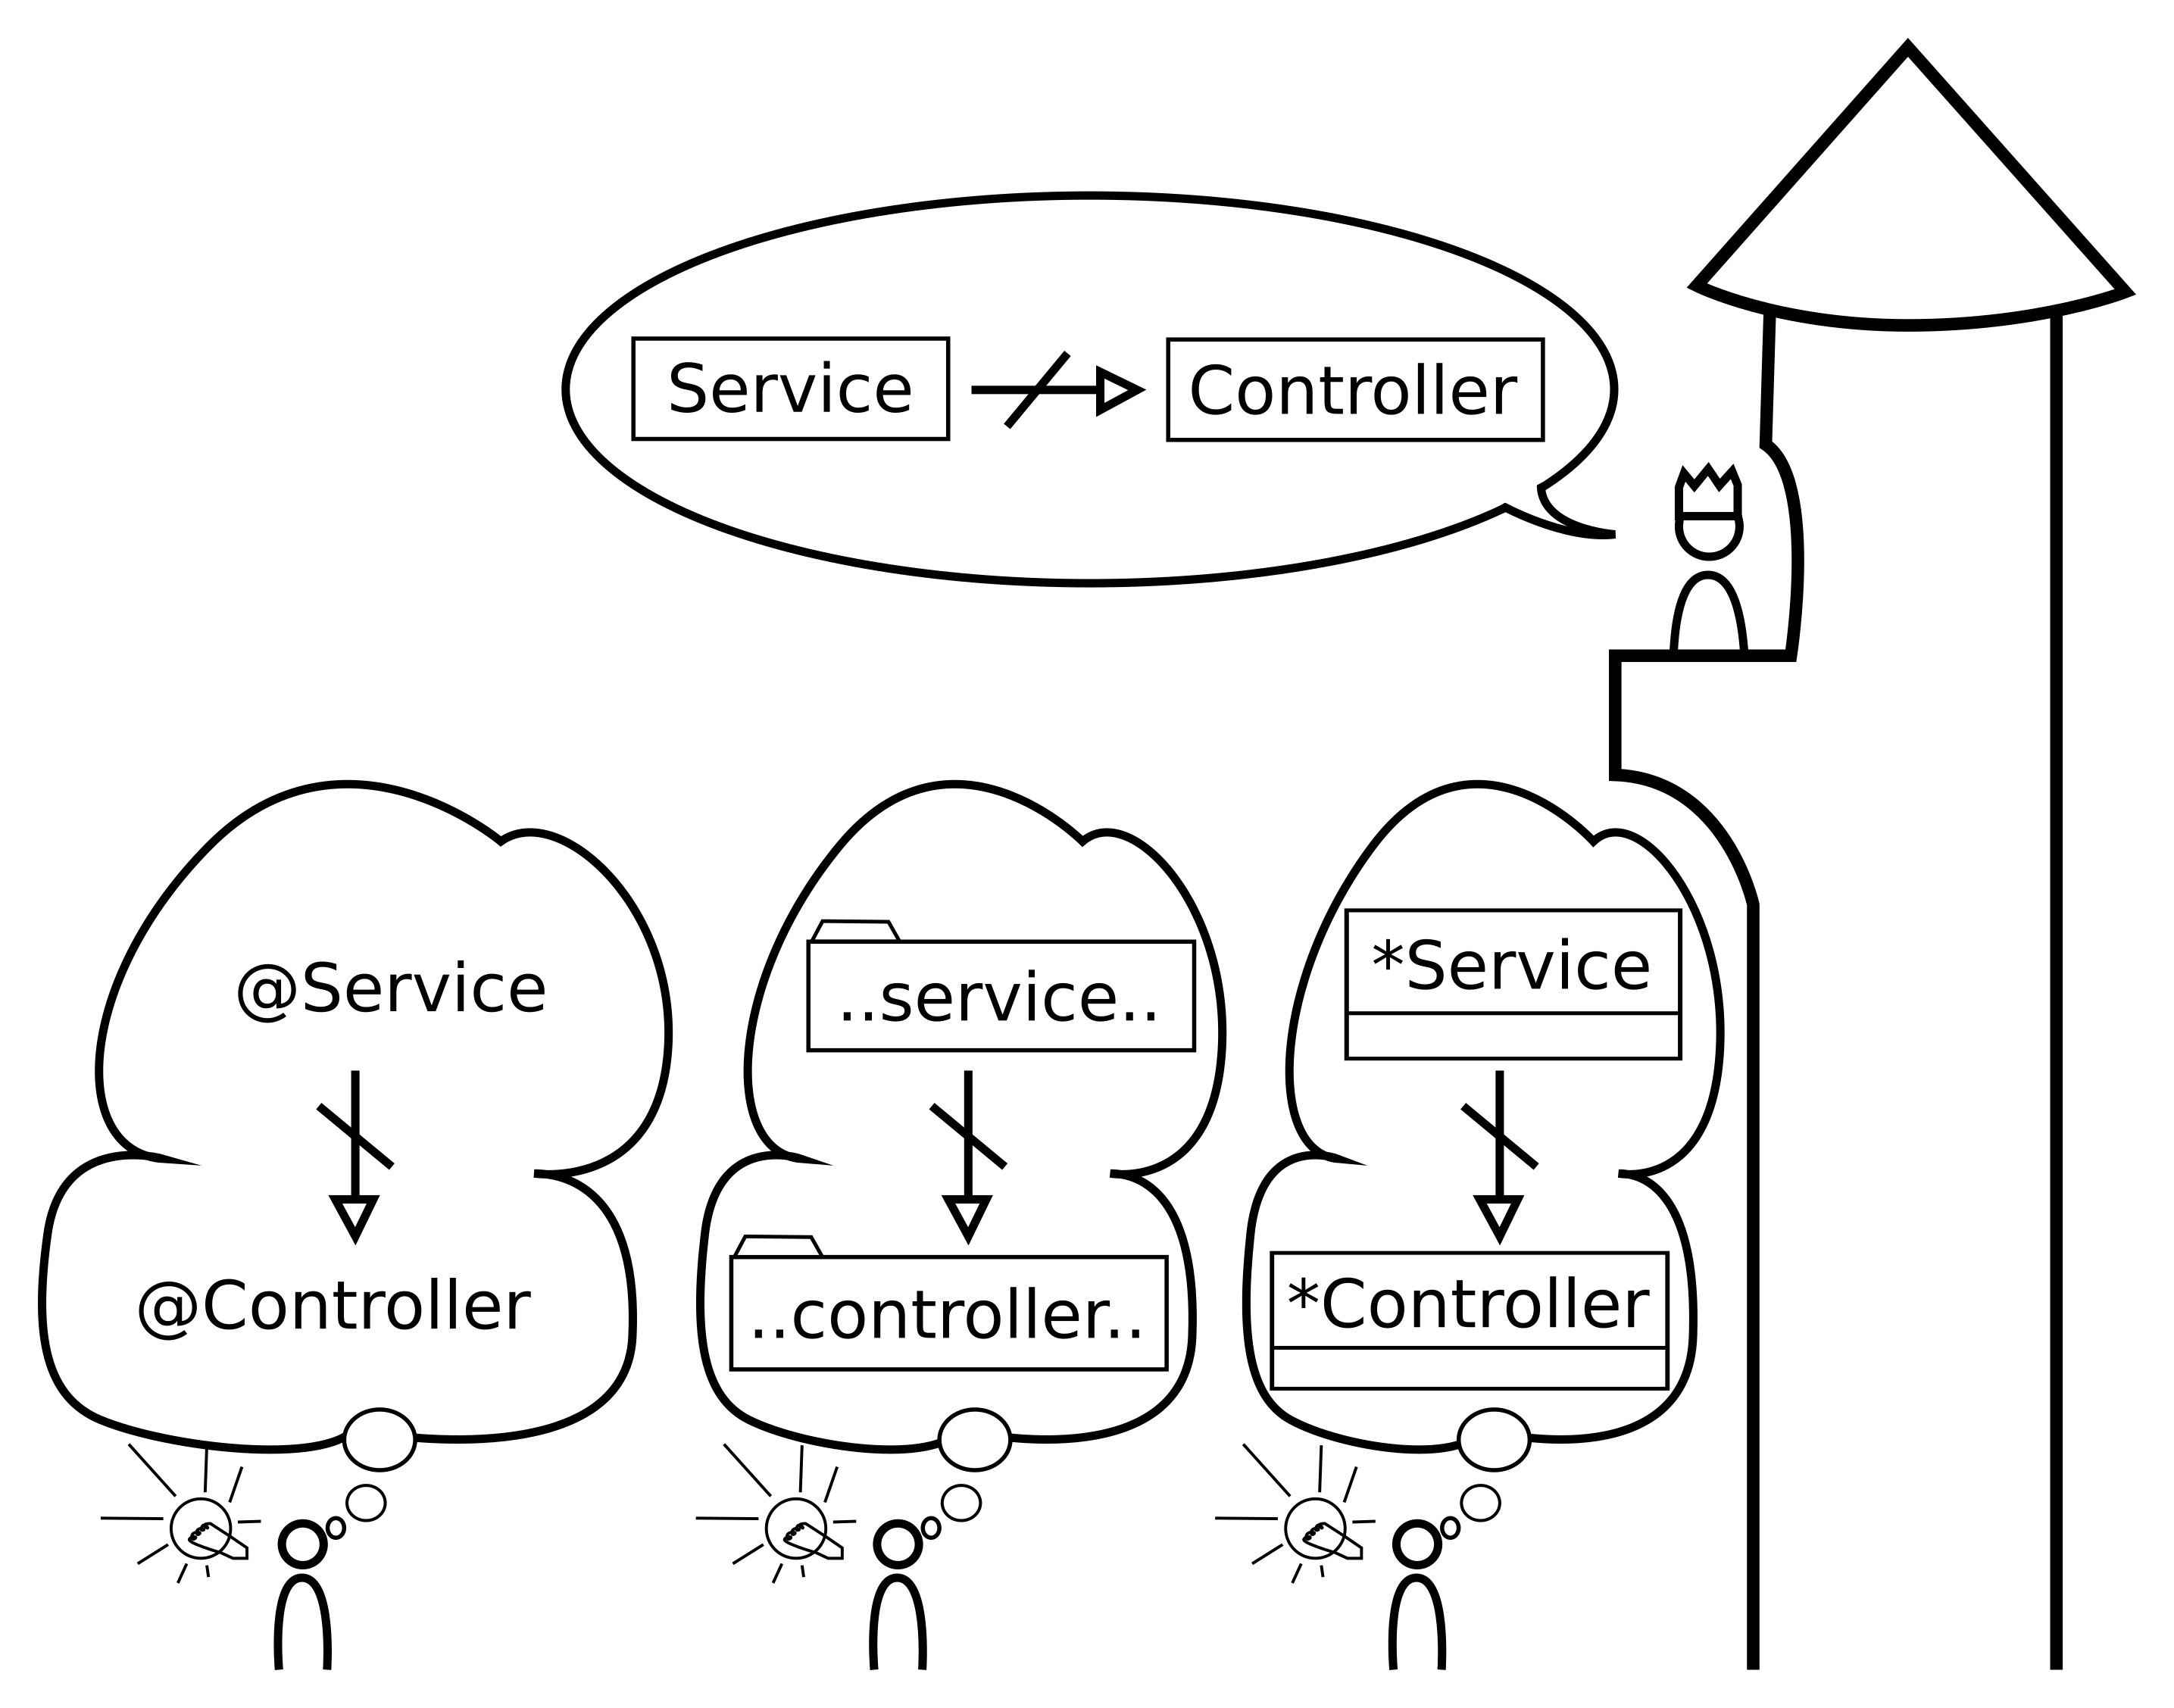 Service
Controller
@Service
@Controller
..service..
..controller..
*Service
*Controller